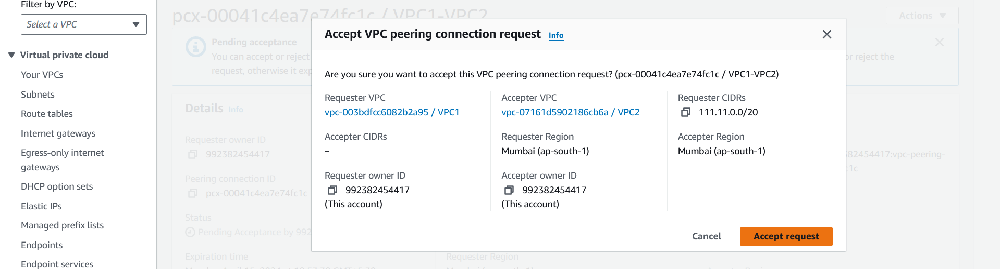 Filter by VPC:
Select a VPC
Virtual private cloud
Your VPCs
Subnets
Route tables
Internet gateways
Egress-only internet
gateways
DHCP option sets
Elastic IPs
Managed prefix lists
Endpoints
Endpoint services
pcx-00041c4ea7e74fc1c / VPC1-VPC2
Actions
Pending acceptance
You can accept or reject
or reject the
request, otherwise it exp
Details Info
Requester owner ID
992382454417
Peering connection ID
pcx-00041c4ea7e74fc1c
Status
Pending Acceptance by 992
Expiration time
Requester Region
82454417:vpc-peering-
Accept VPC peering connection request Info
Are you sure you want to accept this VPC peering connection request? (pcx-00041c4ea7e74fc1c / VPC1-VPC2)
Requester VPC
vpc-003bdfcc6082b2a95 / VPC1
Accepter VPC
vpc-07161d5902186cb6a / VPC2
Requester CIDRs
111.11.0.0/20
Accepter CIDRs
–
Requester Region
Mumbai (ap-south-1)
Accepter Region
Mumbai (ap-south-1)
Requester owner ID
992382454417
(This account)
Accepter owner ID
992382454417
(This account)
Cancel
Accept request